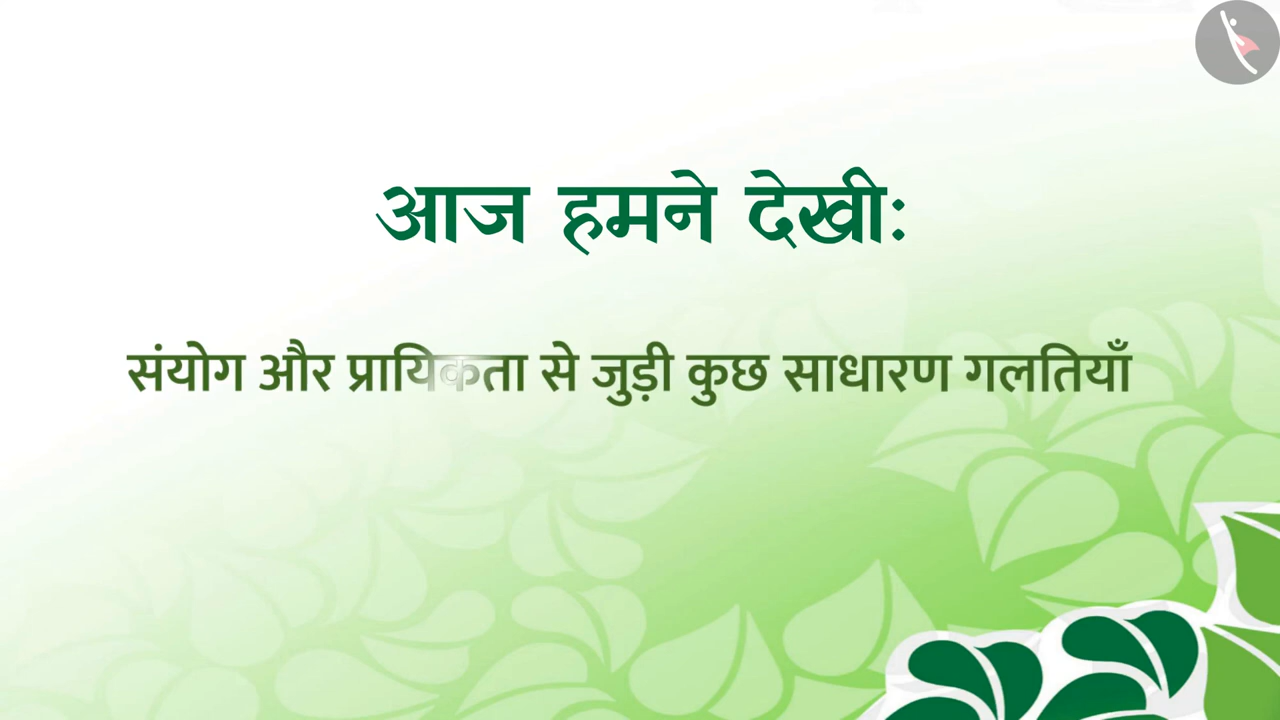 आज हमने देखी:
संयोग और प्रायिकता से जुड़ी कुछ साधारण गलतियाँ